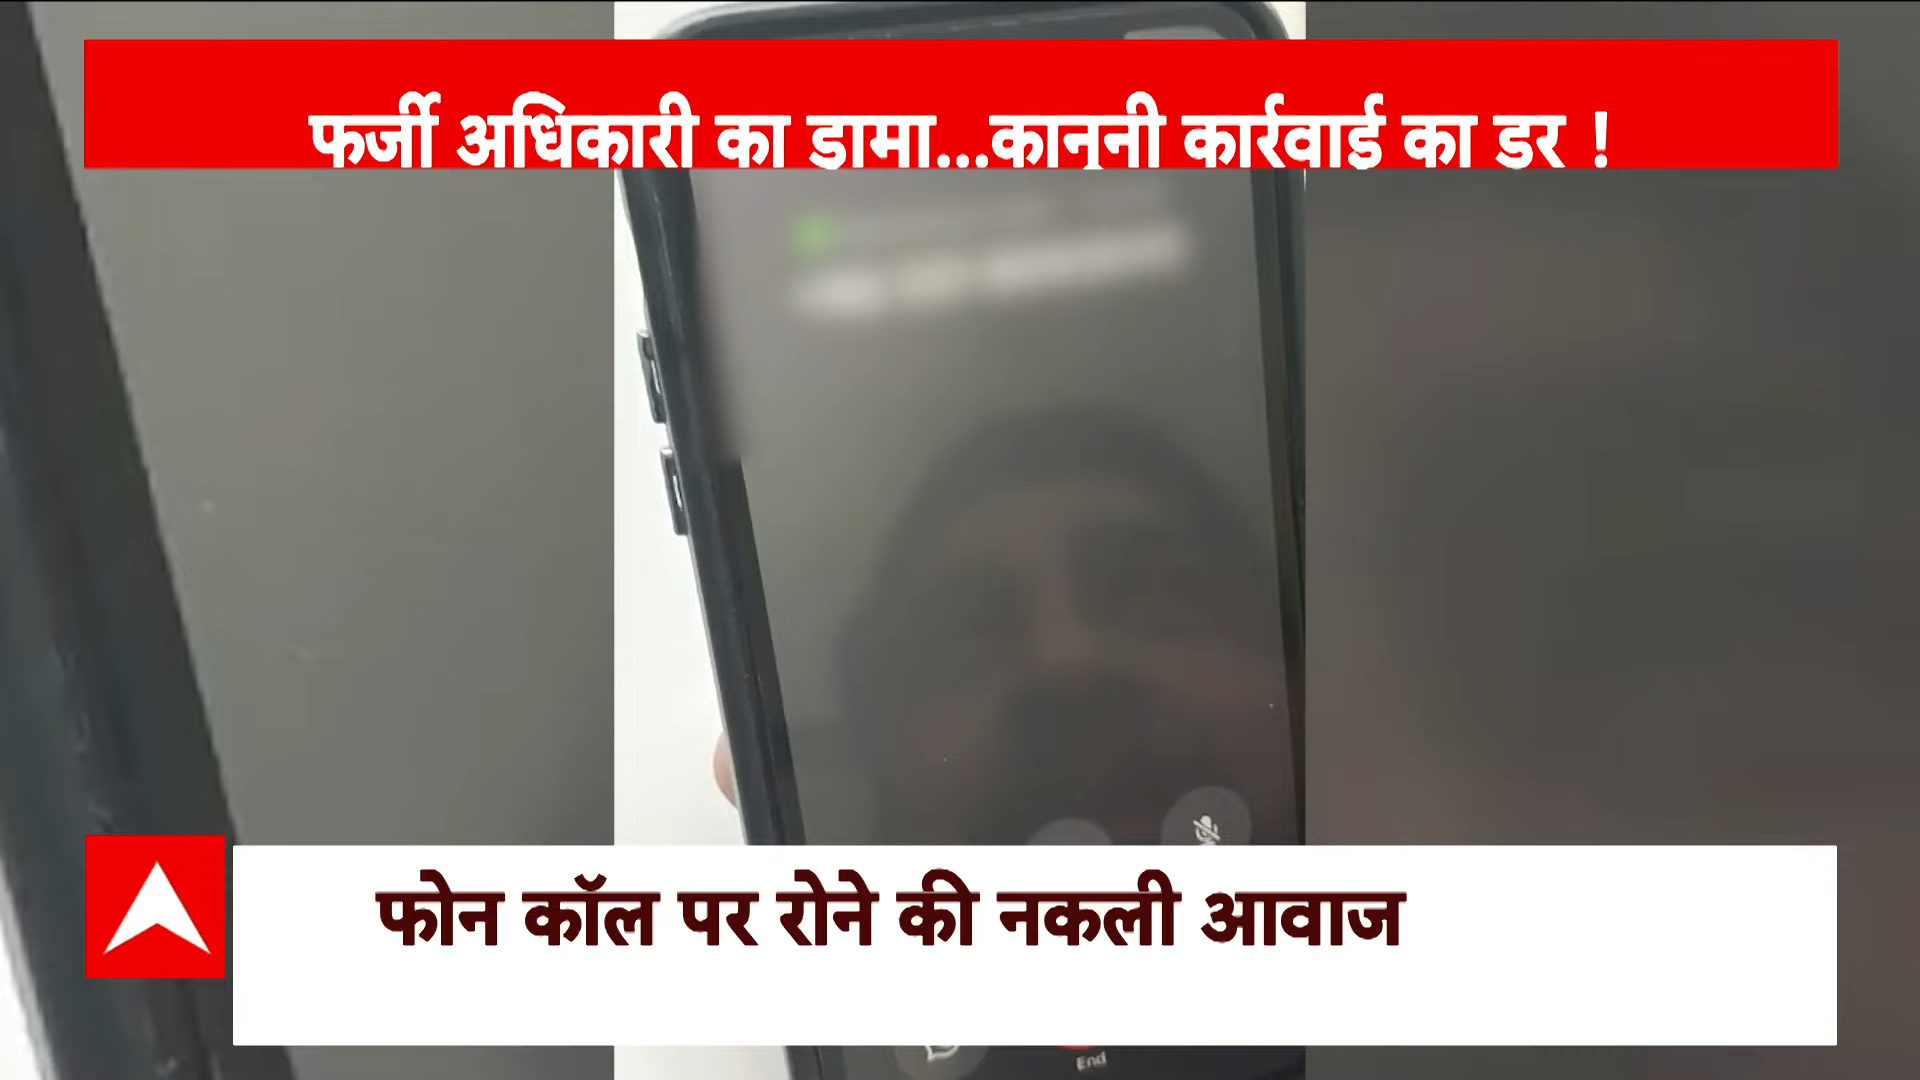 फर्जी अधिकारी का डामा...कानूनी कार्रवाई का डर !
फोन कॉल पर रोने की नकली आवाज
End